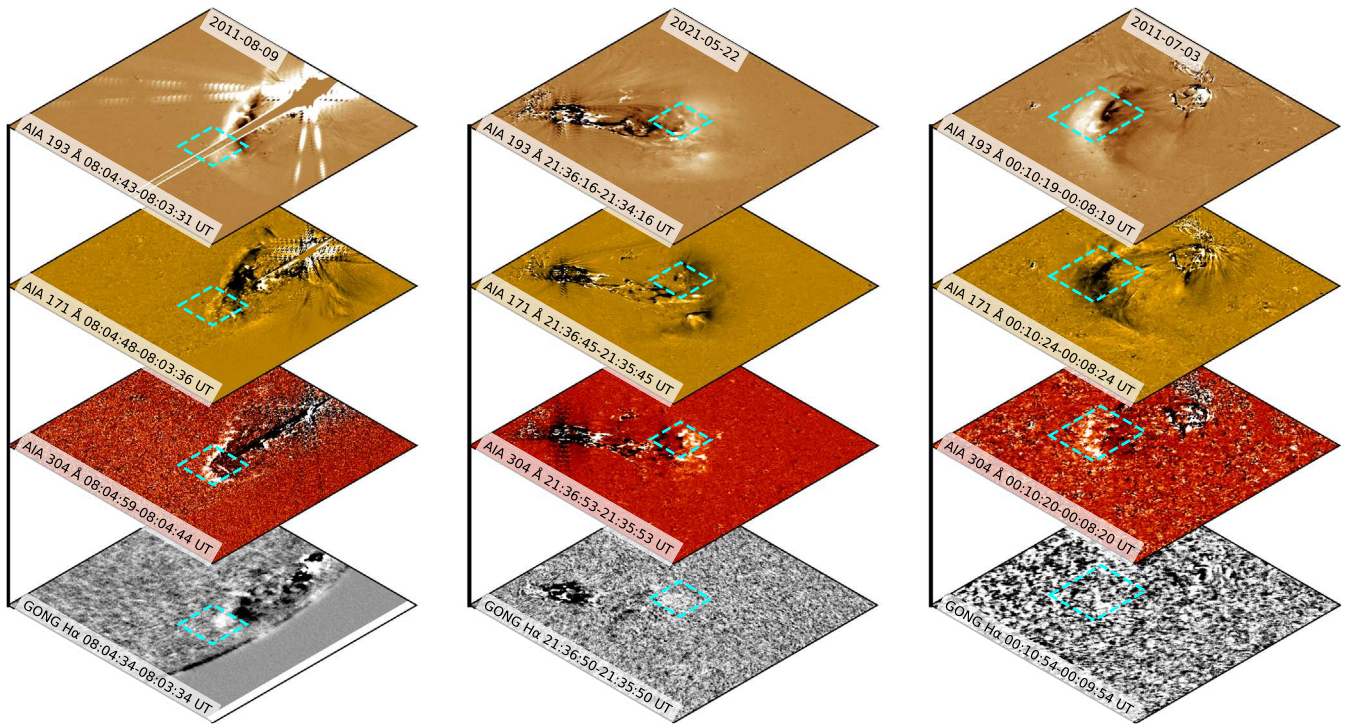 2011-08-09
AIA 193 Å 08:04:43-08:03:31 UT
AIA 171 Å 08:04:48-08:03:36 UT
AIA 304 Å 08:04:59-08:04:44 UT
GONG Hα 08:04:34-08:03:34 UT
2021-05-22
AIA 193 Å 21:36:16-21:34:16 UT
AIA 171 Å 21:36:45-21:35:45 UT
AIA 304 Å 21:36:53-21:35:53 UT
GONG Hα 21:36:50-21:35:50 UT
2011-07-03
AIA 193 Å 00:10:19-00:08:19 UT
AIA 171 Å 00:10:24-00:08:24 UT
AIA 304 Å 00:10:20-00:08:20 UT
GONG Hα 00:10:54-00:09:54 UT